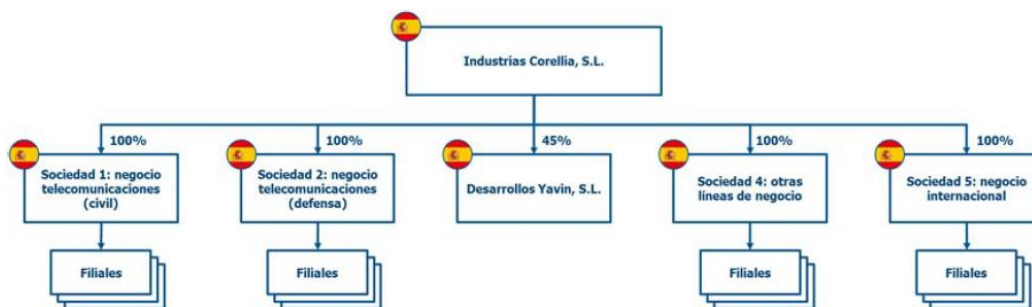 Industrias Corellia, S.L.
100%
100%
45%
100%
100%
Sociedad 1: negocio
telecomunicaciones
(civil)
Sociedad 2: negocio
telecomunicaciones
(defensa)
Desarrollos Yavin, S.L.
Sociedad 4: otras
líneas de negocio
Sociedad 5: negocio
internacional
Filiales
Filiales
Filiales
Filiales